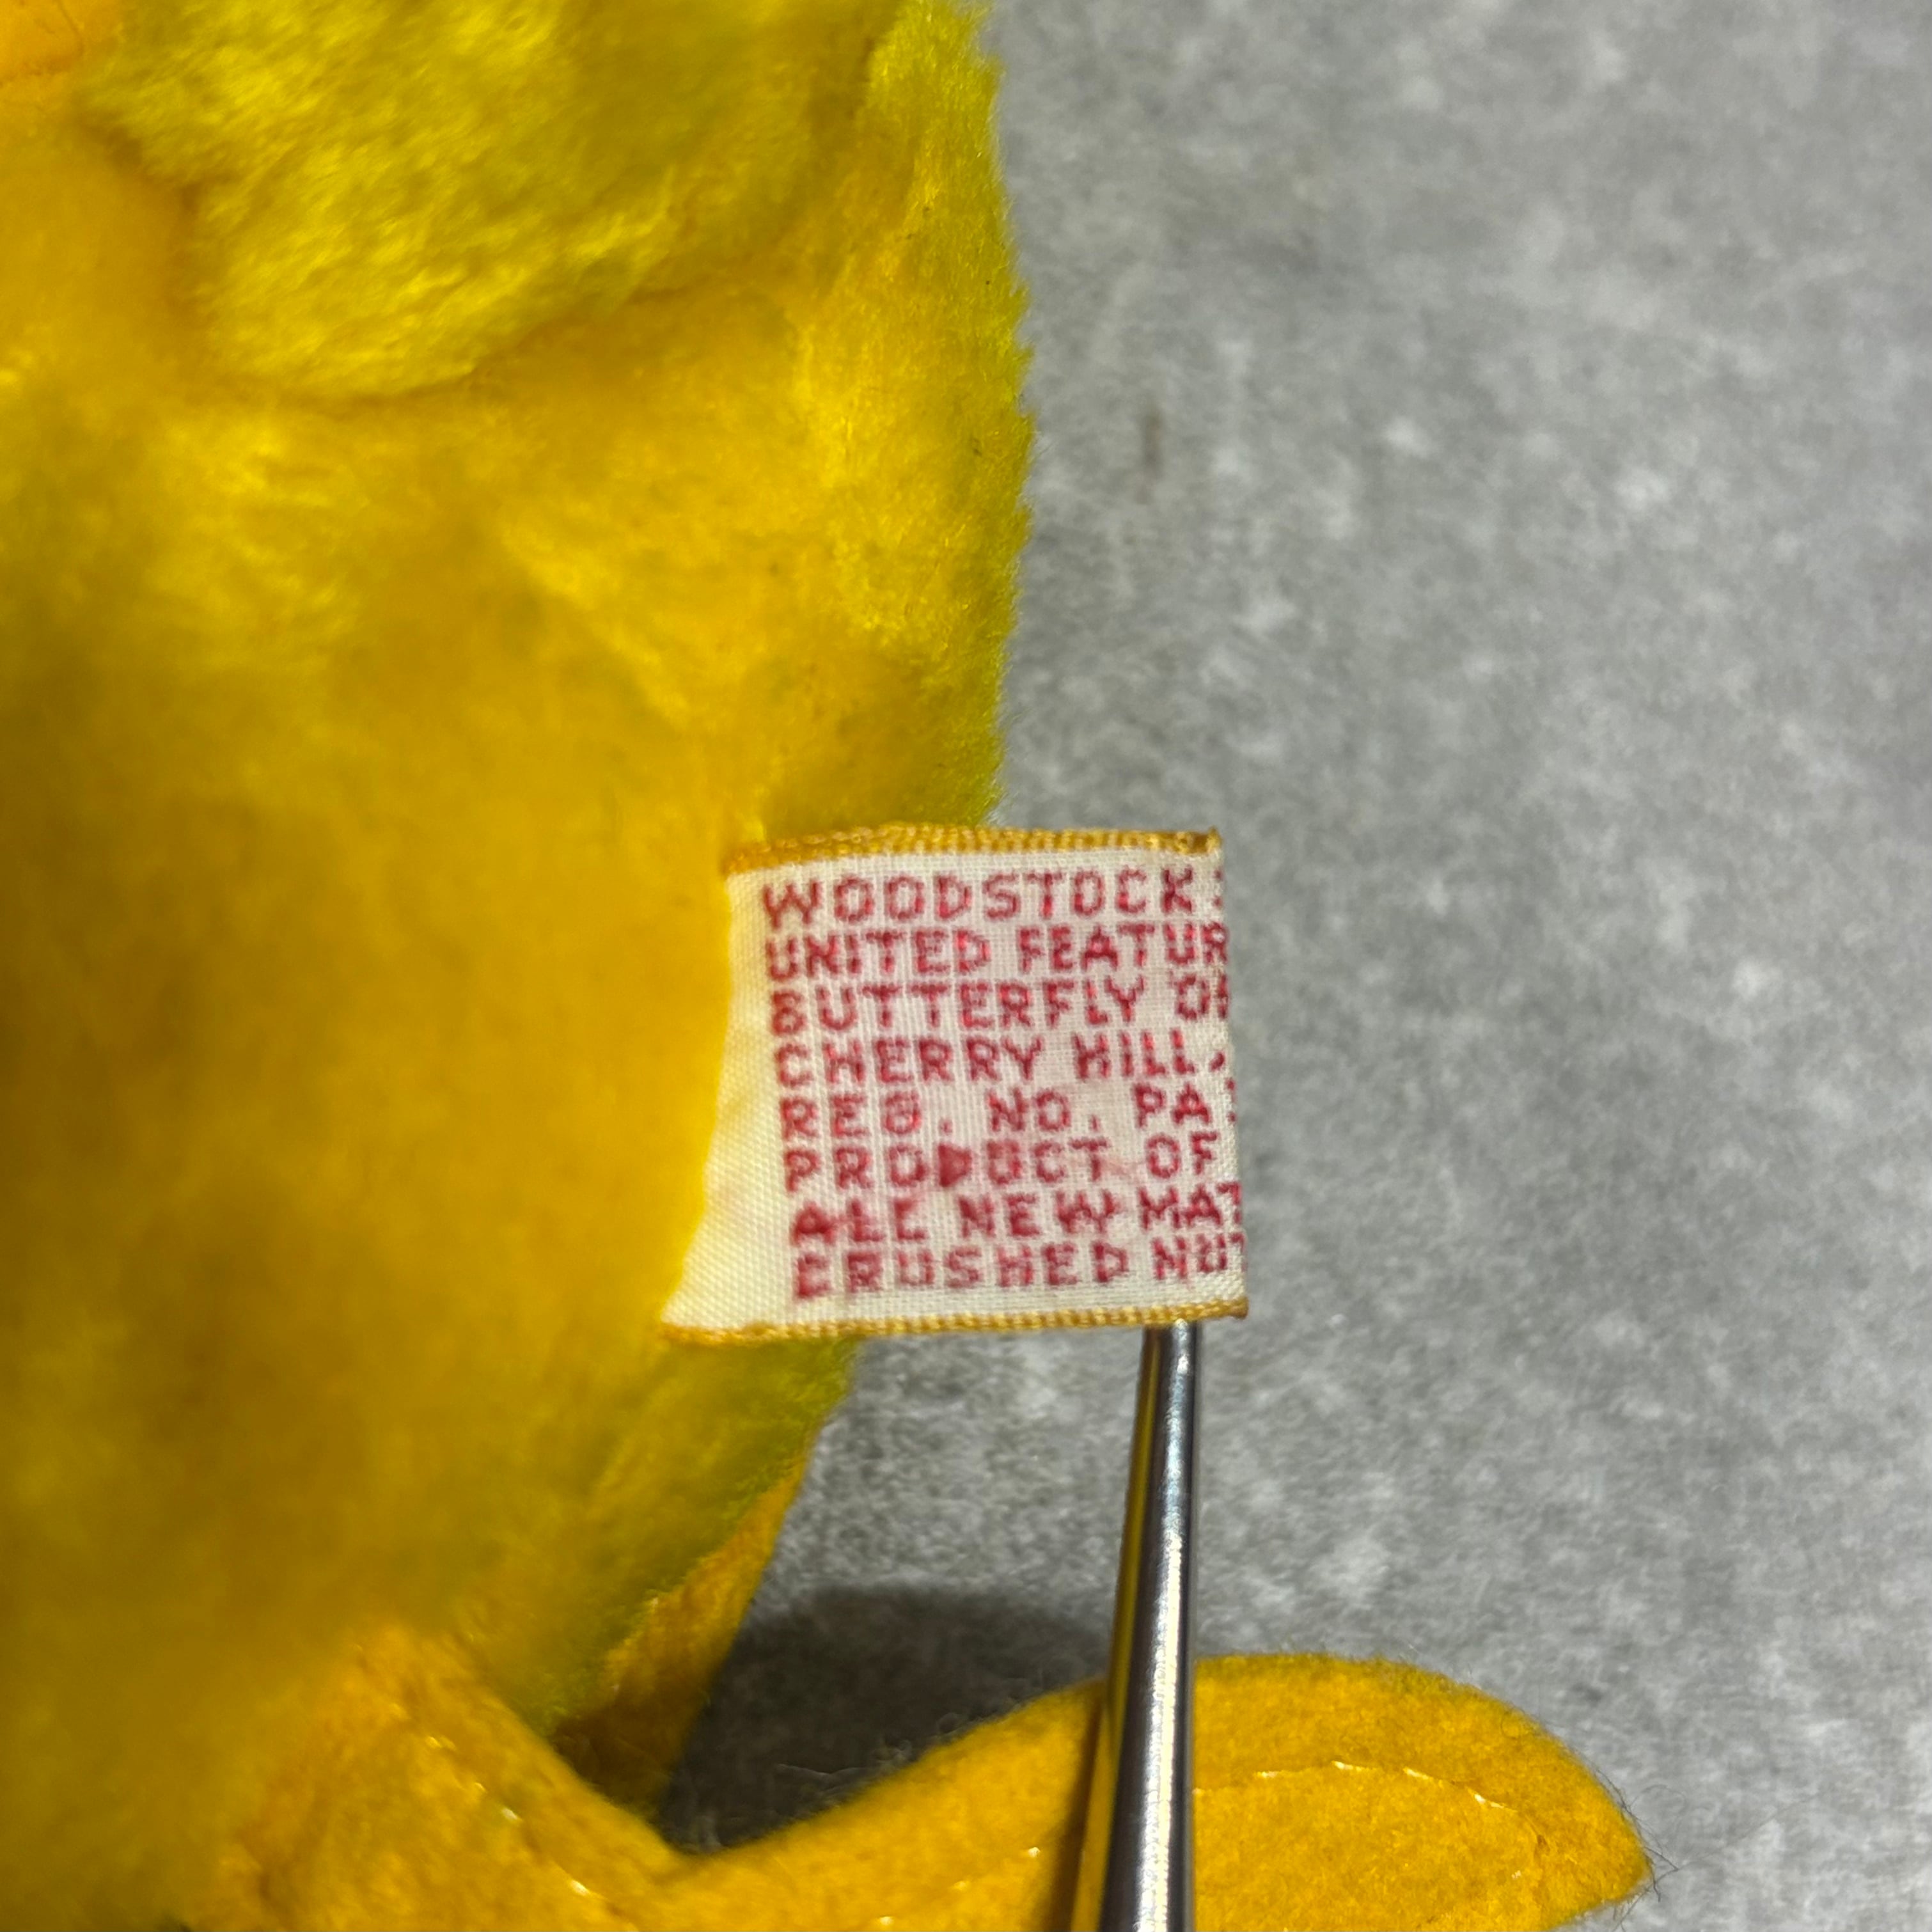 WOODSTOCK
UNITED FEATUR
BUTTERFLY
CHERRY HILL,
REG. NO. PA
PRODUCT OF
ALL NEW MAT
CRUSHED NUT